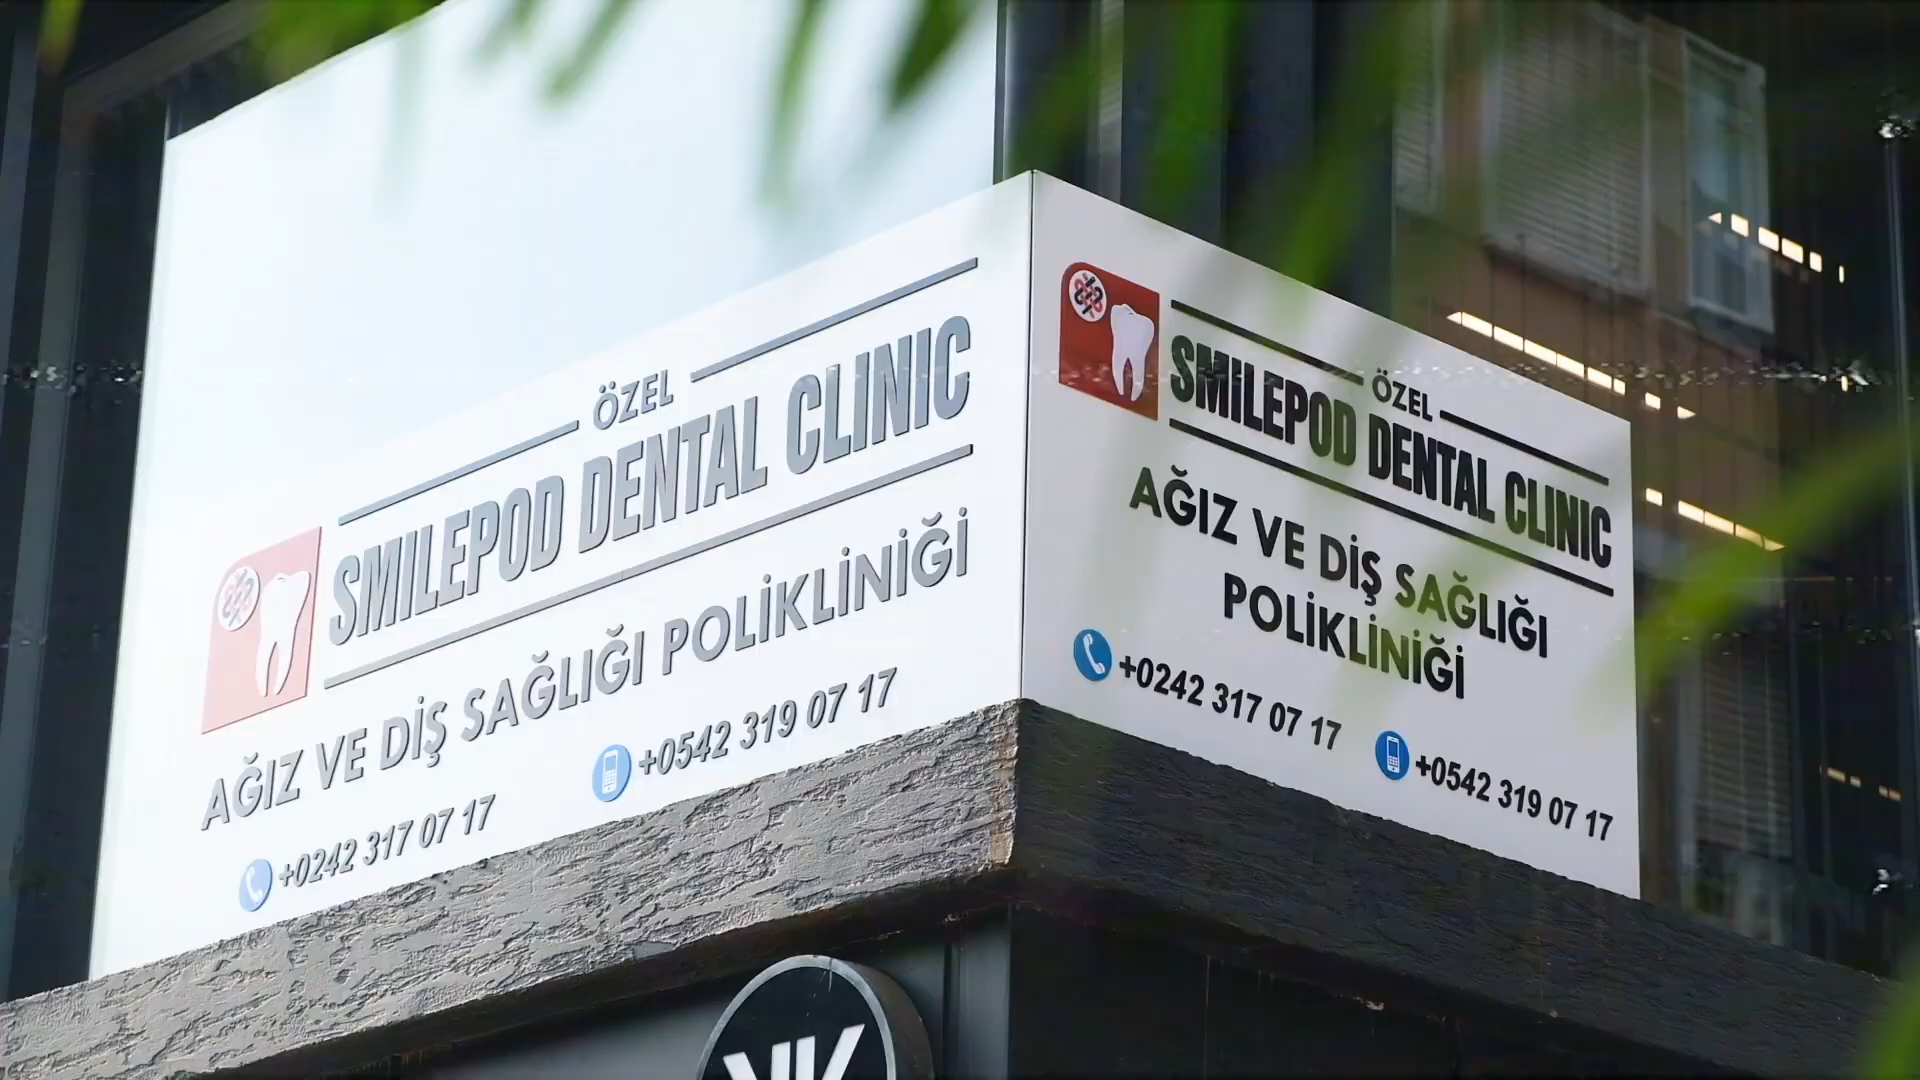 ÖZEL
SMILEPOD DENTAL CLINIC
AĞIZ VE DİŞ SAĞLIĞI POLİKLİNİĞİ
+0242 317 07 17
+0542 319 07 17
ÖZEL
SMILEPOD DENTAL CLINIC
AĞIZ VE DİŞ SAĞLIĞI
POLİKLİNİĞİ
+0242 317 07 17
+0542 319 07 17